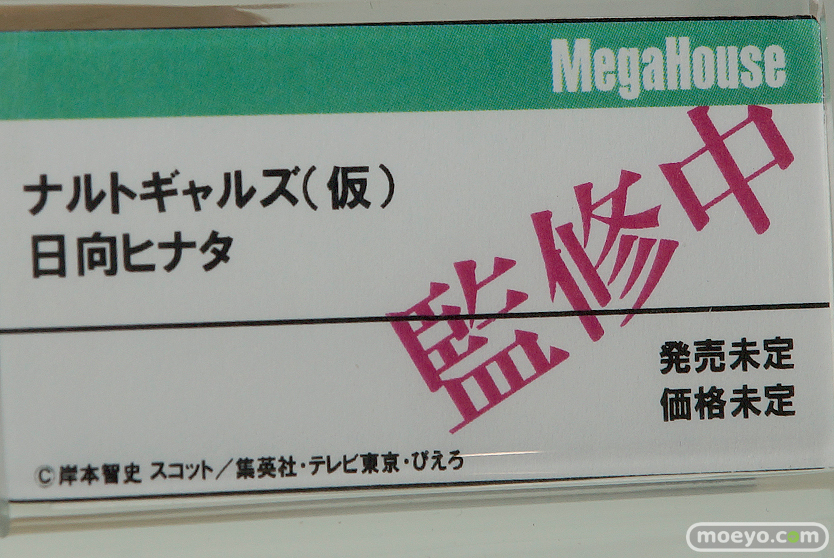 MegaHouse
ナルトギャルズ(仮)
日向ヒナタ
監修中
発売未定
価格未定
©岸本智史 スコット/集英社・テレビ東京・ぴえろ
moeyo.com